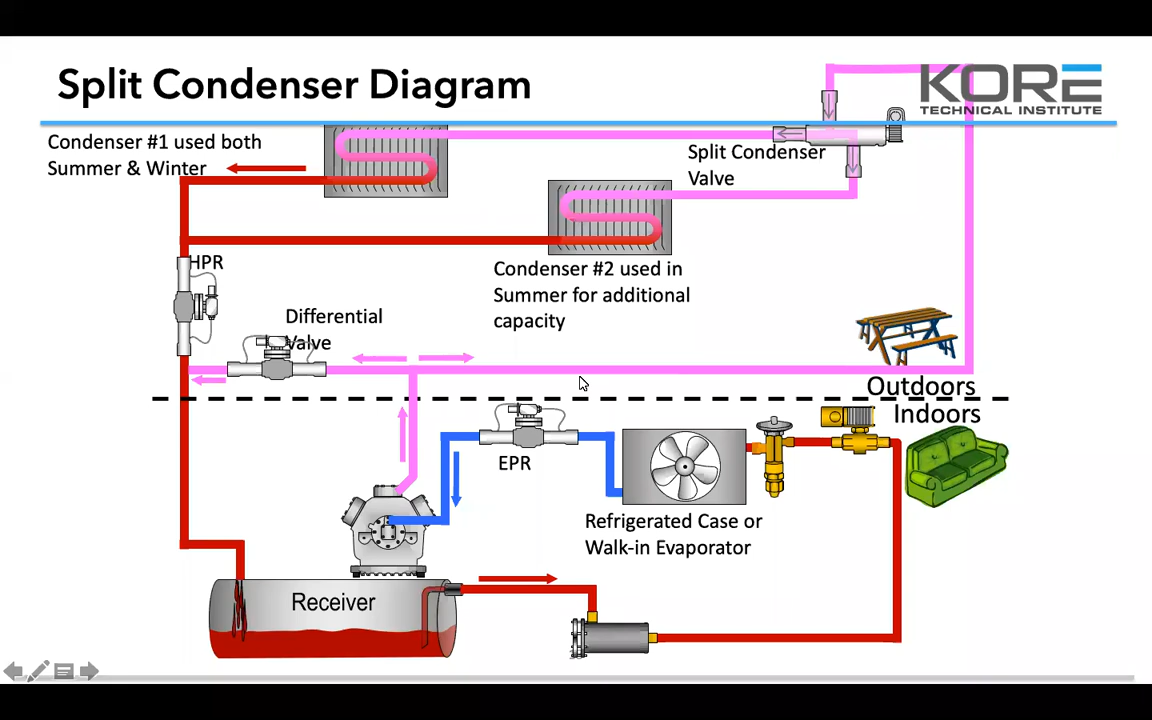 Split Condenser Diagram
KORE
TECHNICAL INSTITUTE
Condenser #1 used both
Summer & Winter
Split Condenser
Valve
HPR
Condenser #2 used in
Summer for additional
capacity
Differential
Valve
Outdoors
Indoors
EPR
Refrigerated Case or
Walk-in Evaporator
Receiver